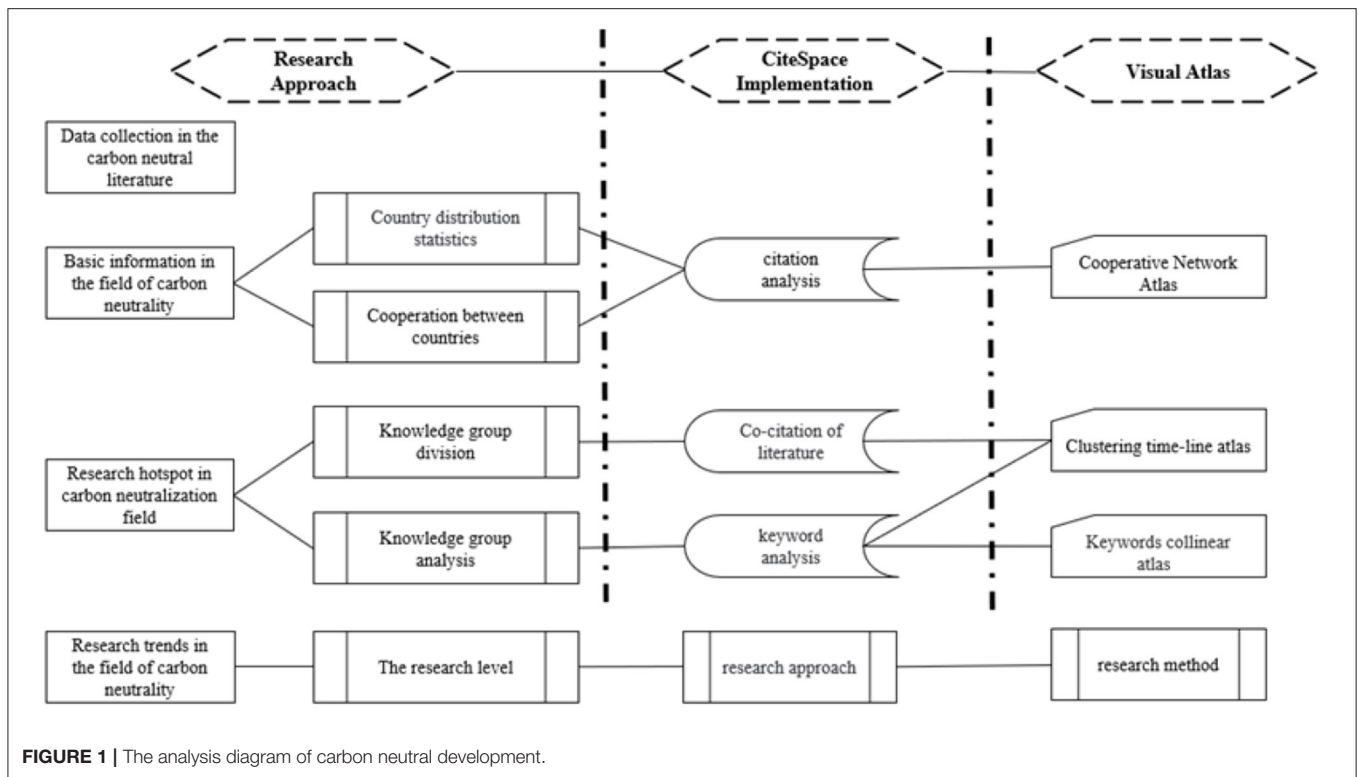 Research
Approach
CiteSpace
Implementation
Visual Atlas
Data collection in the
carbon neutral
literature
Basic information in
the field of carbon
neutrality
Country distribution
statistics
Cooperation between
countries
citation
analysis
Cooperative Network
Atlas
Research hotspot in
carbon neutralization
field
Knowledge group
division
Knowledge group
analysis
Co-citation of
literature
keyword
analysis
Clustering time-line atlas
Keywords collinear
atlas
Research trends in
the field of carbon
neutrality
The research level
research approach
research method
FIGURE 1 | The analysis diagram of carbon neutral development.